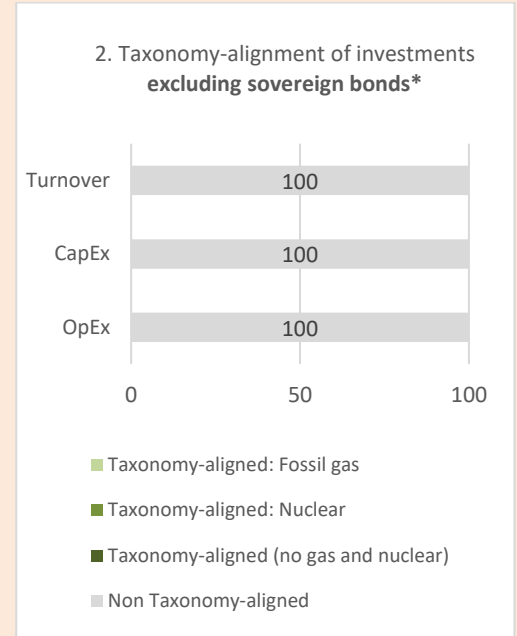 2. Taxonomy-alignment of investments
excluding sovereign bonds*
Turnover
100
CapEx
100
OpEx
100
0
50
100
Taxonomy-aligned: Fossil gas
Taxonomy-aligned: Nuclear
Taxonomy-aligned (no gas and nuclear)
Non Taxonomy-aligned